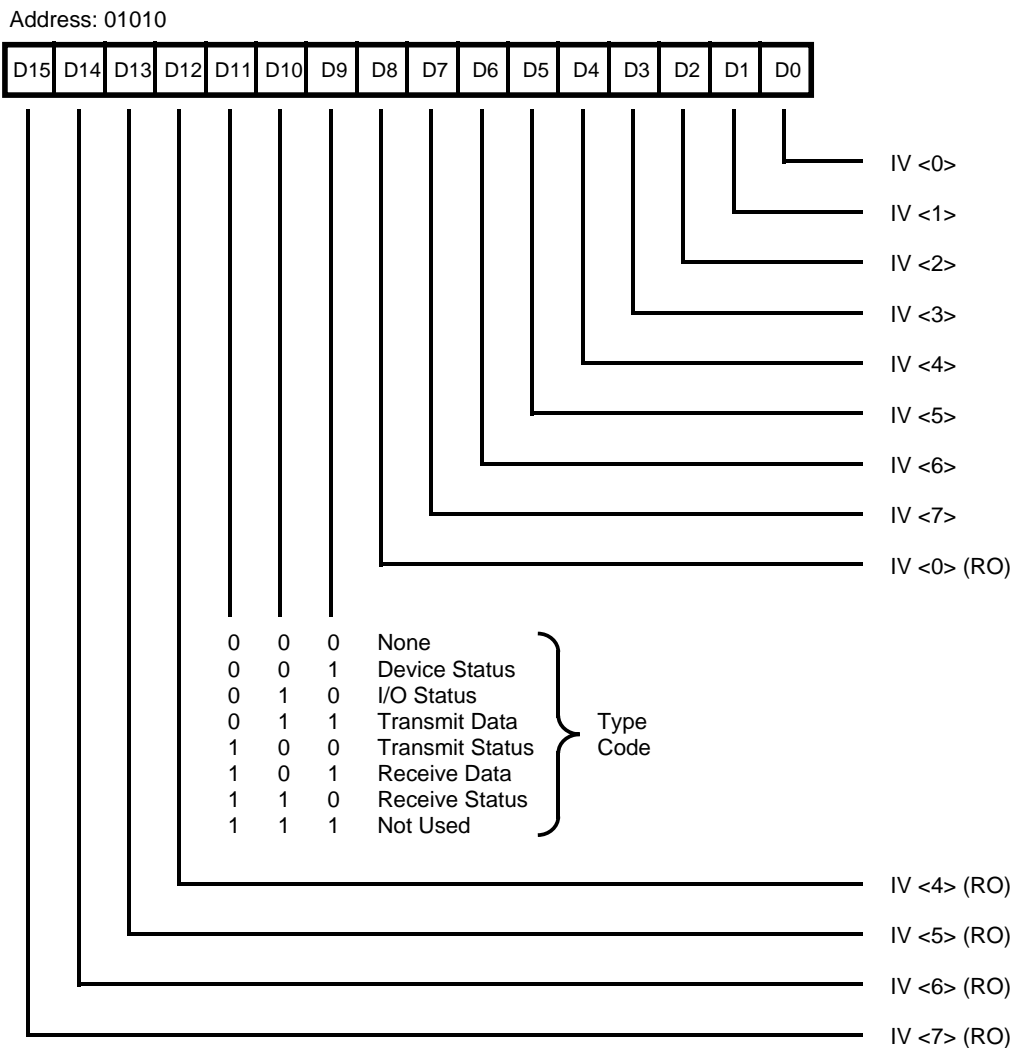 Address: 01010
D15 D14 D13 D12 D11 D10 D9 D8 D7 D6 D5 D4 D3 D2 D1 D0
IV <0>
IV <1>
IV <2>
IV <3>
IV <4>
IV <5>
IV <6>
IV <7>
IV <0> (RO)
0 0 0 None
0 0 1 Device Status
0 1 0 I/O Status
0 1 1 Transmit Data
1 0 0 Transmit Status
1 0 1 Receive Data
1 1 0 Receive Status
1 1 1 Not Used
Type
Code
IV <4> (RO)
IV <5> (RO)
IV <6> (RO)
IV <7> (RO)